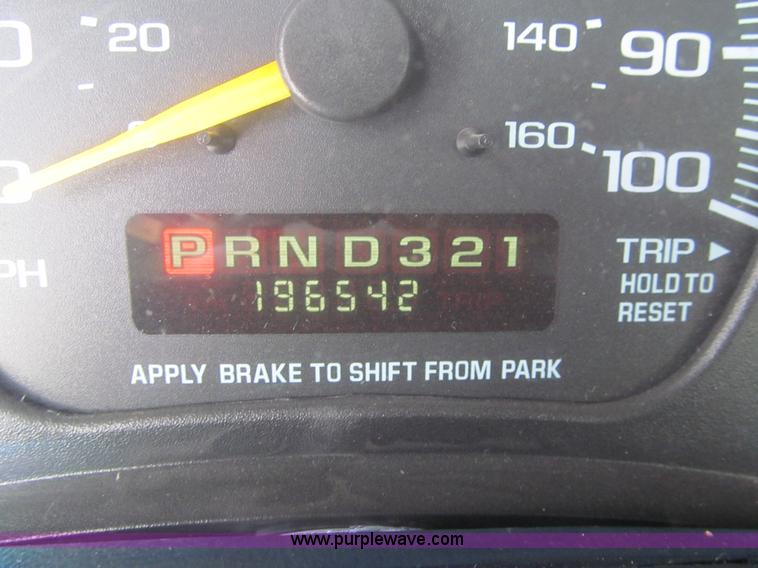 20
140
90
160
100
PRND321
TRIP
196542
HOLD TO
RESET
APPLY BRAKE TO SHIFT FROM PARK
www.purplewave.com